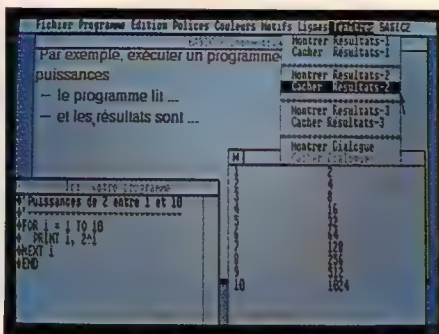 Fichier Programme Edition Polices Couleurs Motifs Lignes Fenêtres BASIC2
Montrer Résultats-1
Cacher Résultats-1
Montrer Résultats-2
Cacher Résultats-2
Montrer Résultats-3
Cacher Résultats-3
Montrer Dialogue
Cacher Dialogue
Par exemple, exécuter un programme
puissances
– le programme lit ...
– et les résultats sont ...
Ici votre programme
Puissances de 2 entre 1 et 10
FOR i = 1 TO 10
PRINT i, 2^i
NEXT i
END
1 2
2 4
3 8
4 16
5 32
6 64
7 128
8 256
9 512
10 1024